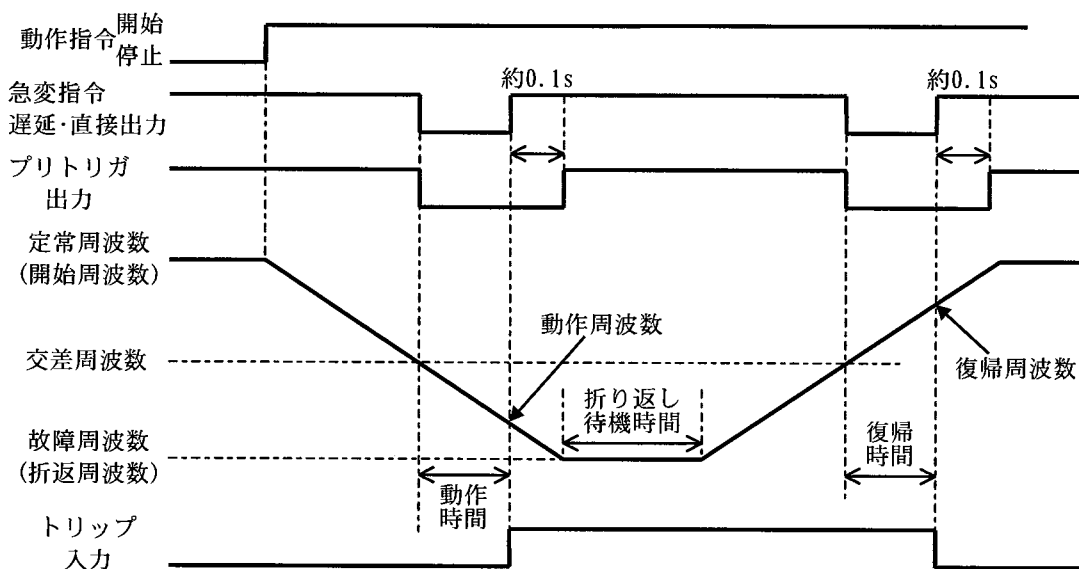 動作指令 開始
停止
約0.1s
約0.1s
急変指令
遅延・直接出力
プリトリガ
出力
定常周波数
(開始周波数)
動作周波数
交差周波数
復帰周波数
折り返し
待機時間
故障周波数
(折返周波数)
復帰
時間
動作
時間
トリップ
入力